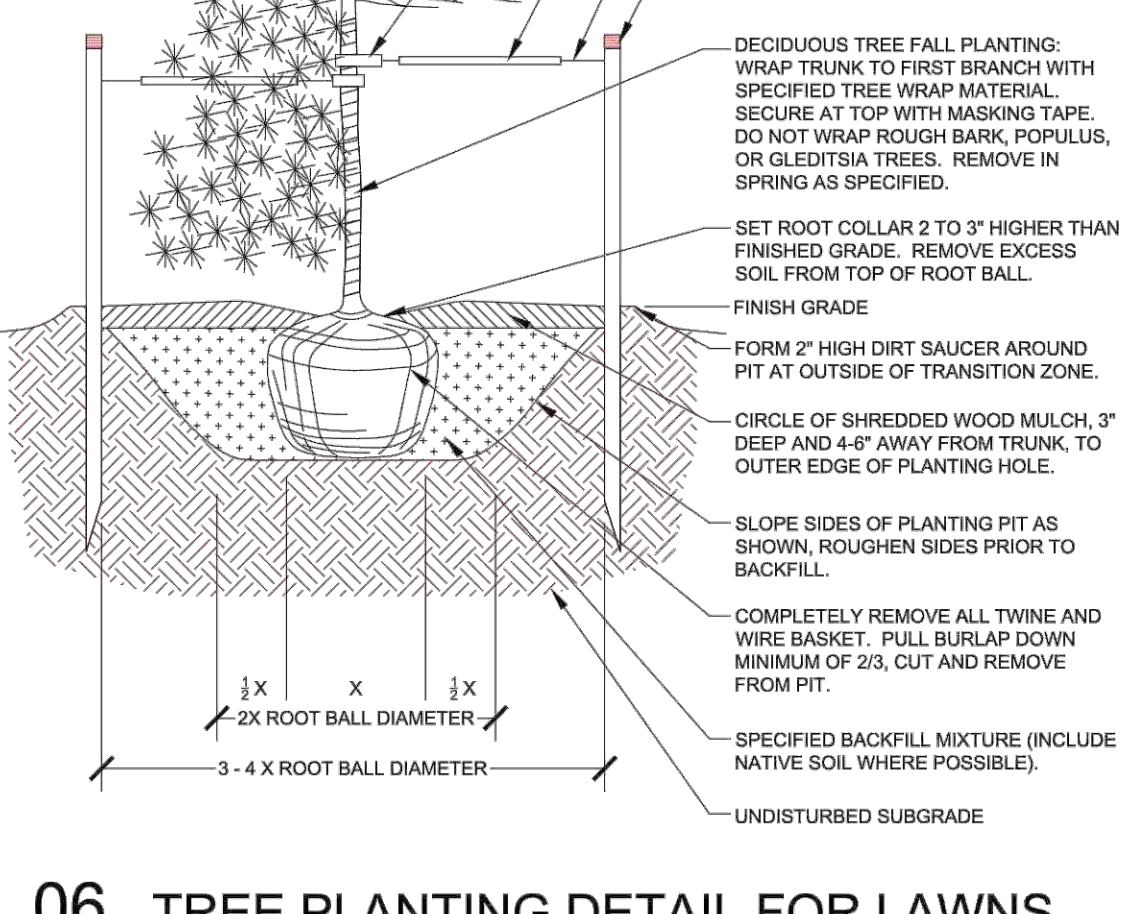 DECIDUOUS TREE FALL PLANTING:
WRAP TRUNK TO FIRST BRANCH WITH
SPECIFIED TREE WRAP MATERIAL.
SECURE AT TOP WITH MASKING TAPE.
DO NOT WRAP ROUGH BARK, POPULUS,
OR GLEDITSIA TREES. REMOVE IN
SPRING AS SPECIFIED.
SET ROOT COLLAR 2 TO 3" HIGHER THAN
FINISHED GRADE. REMOVE EXCESS
SOIL FROM TOP OF ROOT BALL.
FINISH GRADE
FORM 2" HIGH DIRT SAUCER AROUND
PIT AT OUTSIDE OF TRANSITION ZONE.
CIRCLE OF SHREDDED WOOD MULCH, 3"
DEEP AND 4-6" AWAY FROM TRUNK, TO
OUTER EDGE OF PLANTING HOLE.
SLOPE SIDES OF PLANTING PIT AS
SHOWN, ROUGHEN SIDES PRIOR TO
BACKFILL.
COMPLETELY REMOVE ALL TWINE AND
WIRE BASKET. PULL BURLAP DOWN
MINIMUM OF 2/3, CUT AND REMOVE
FROM PIT.
SPECIFIED BACKFILL MIXTURE (INCLUDE
NATIVE SOIL WHERE POSSIBLE).
UNDISTURBED SUBGRADE
½ X X ½ X
2X ROOT BALL DIAMETER
3 - 4 X ROOT BALL DIAMETER
06 TREE PLANTING DETAIL FOR LAWNS